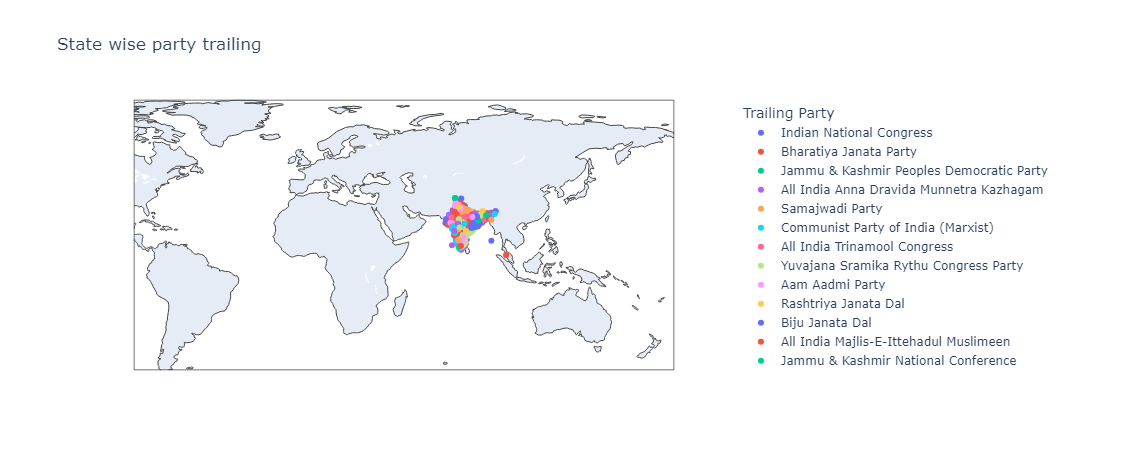 State wise party trailing
Trailing Party
Indian National Congress
Bharatiya Janata Party
Jammu & Kashmir Peoples Democratic Party
All India Anna Dravida Munnetra Kazhagam
Samajwadi Party
Communist Party of India (Marxist)
All India Trinamool Congress
Yuvajana Sramika Rythu Congress Party
Aam Aadmi Party
Rashtriya Janata Dal
Biju Janata Dal
All India Majlis-E-Ittehadul Muslimeen
Jammu & Kashmir National Conference